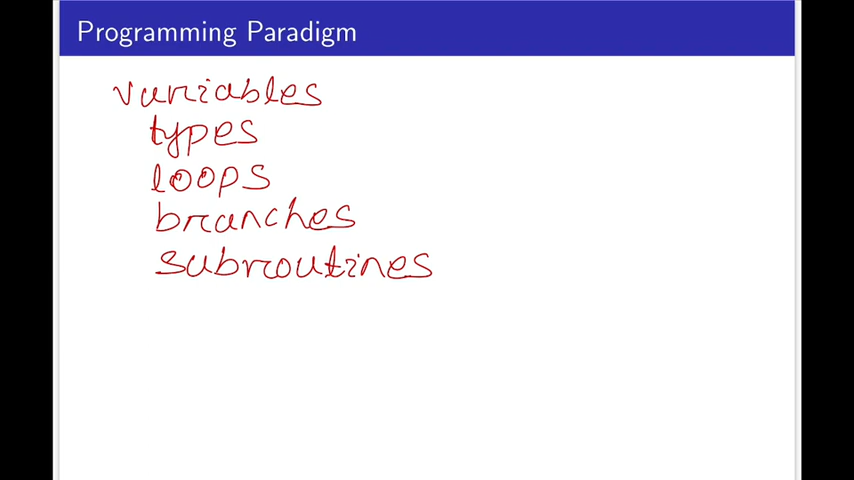 Programming Paradigm
variables
types
loops
branches
subroutines